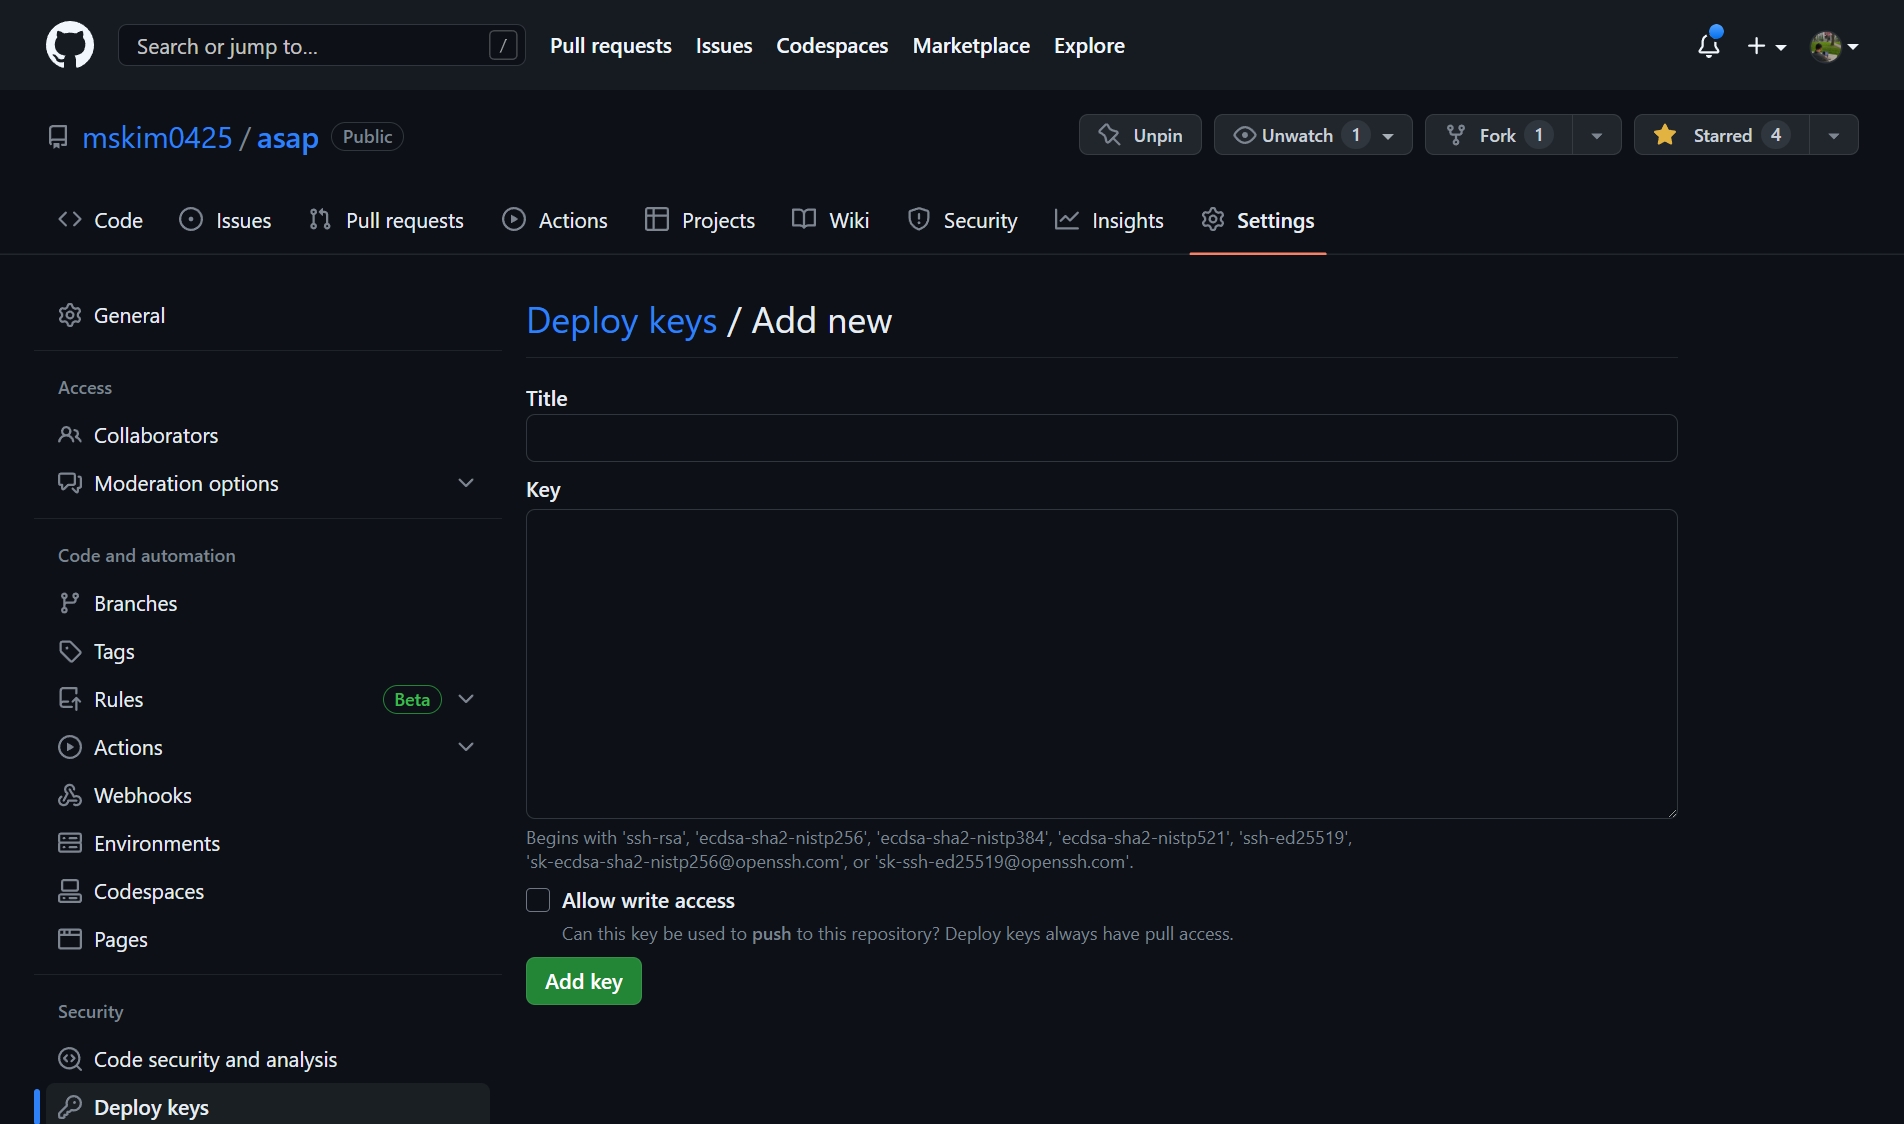 Search or jump to... /
Pull requests Issues Codespaces Marketplace Explore
mskim0425 / asap Public
Unpin Unwatch 1 Fork 1 Starred 4
Code Issues Pull requests Actions Projects Wiki Security Insights Settings
General
Access
Collaborators
Moderation options
Code and automation
Branches
Tags
Rules Beta
Actions
Webhooks
Environments
Codespaces
Pages
Security
Code security and analysis
Deploy keys
Deploy keys / Add new
Title
Key
Begins with 'ssh-rsa', 'ecdsa-sha2-nistp256', 'ecdsa-sha2-nistp384', 'ecdsa-sha2-nistp521', 'ssh-ed25519',
'sk-ecdsa-sha2-nistp256@openssh.com', or 'sk-ssh-ed25519@openssh.com'.
Allow write access
Can this key be used to push to this repository? Deploy keys always have pull access.
Add key